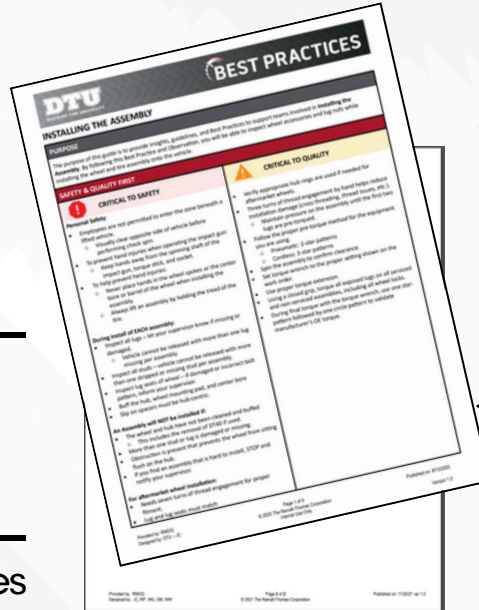 DTU
BEST PRACTICES
INSTALLING THE ASSEMBLY
PURPOSE
The purpose of this guide is to provide insights, guidelines, and Best Practices to support teams involved in Installing the
Assembly. By following this Best Practice and Observation, you will be able to inspect wheel accessories and lug nuts while
installing the wheel and tire assembly onto the vehicle.
SAFETY & QUALITY FIRST
CRITICAL TO SAFETY
Personal Safety:
• Employees are not permitted to enter the zone beneath a
lifted vehicle.
○ Visually clear opposite side of vehicle before
performing check spin.
• To prevent hand injuries when operating the impact gun:
○ Keep hands away from the spinning shaft of the
impact gun, torque stick, and socket.
• To help prevent hand injuries:
○ Never place hands in the wheel spokes or the center
bore or barrel of the wheel when installing the
assembly.
○ Always lift an assembly by holding the tread of the
tire.
During Install of EACH assembly:
• Inspect all lugs – let your supervisor know if missing or
damaged.
○ Vehicle cannot be released with more than one lug
missing per assembly.
• Inspect all studs – vehicle cannot be released with more
than one stripped or missing stud per assembly.
• Inspect lug seats of wheel – if damaged or incorrect bolt
pattern, inform your supervisor.
• Buff the hub, wheel mounting pad, and center bore
• Slip on spacers must be hub-centric.
An Assembly will NOT be installed if:
• The wheel and hub have not been cleaned and buffed
○ This includes the removal of DT40 if used.
• More than one stud or lug is damaged or missing.
• Obstruction is present that prevents the wheel from sitting
flush on the hub.
• If you find an assembly that is hard to install, STOP and
notify your supervisor.
For aftermarket wheel installation:
• Needs seven turns of thread engagement for proper
fitment.
• Lug and lug seats must match
CRITICAL TO QUALITY
• Verify appropriate hub rings are used if needed for
aftermarket wheels.
• Three turns of thread engagement by hand helps reduce
installation damage (cross threading, thread issues, etc.).
○ Maintain pressure on the assembly until the first two
lugs are pre-torqued.
• Follow the proper pre-torque method for the equipment
you are using.
○ Pneumatic: 2-star patterns
○ Cordless: 3-star patterns
• Spin the assembly to confirm clearance.
• Set torque wrench to the proper setting shown on the
work order.
• Use proper torque extension.
• Using a closed grip, torque all exposed lugs on all serviced
and non-serviced assemblies, including all wheel locks.
• During final torque with the torque wrench, use one star
pattern followed by one circle pattern to validate
manufacturer's OE torque.
Provided by: RMOQ
Designed by: DTU – JC
Page 1 of 5
© 2025 The Reinalt-Thomas Corporation
Internal Use Only
Version 1.0
es
Provided by: RMOQ
Page 2 of 2
© 2021 The Reinalt-Thomas Corporation